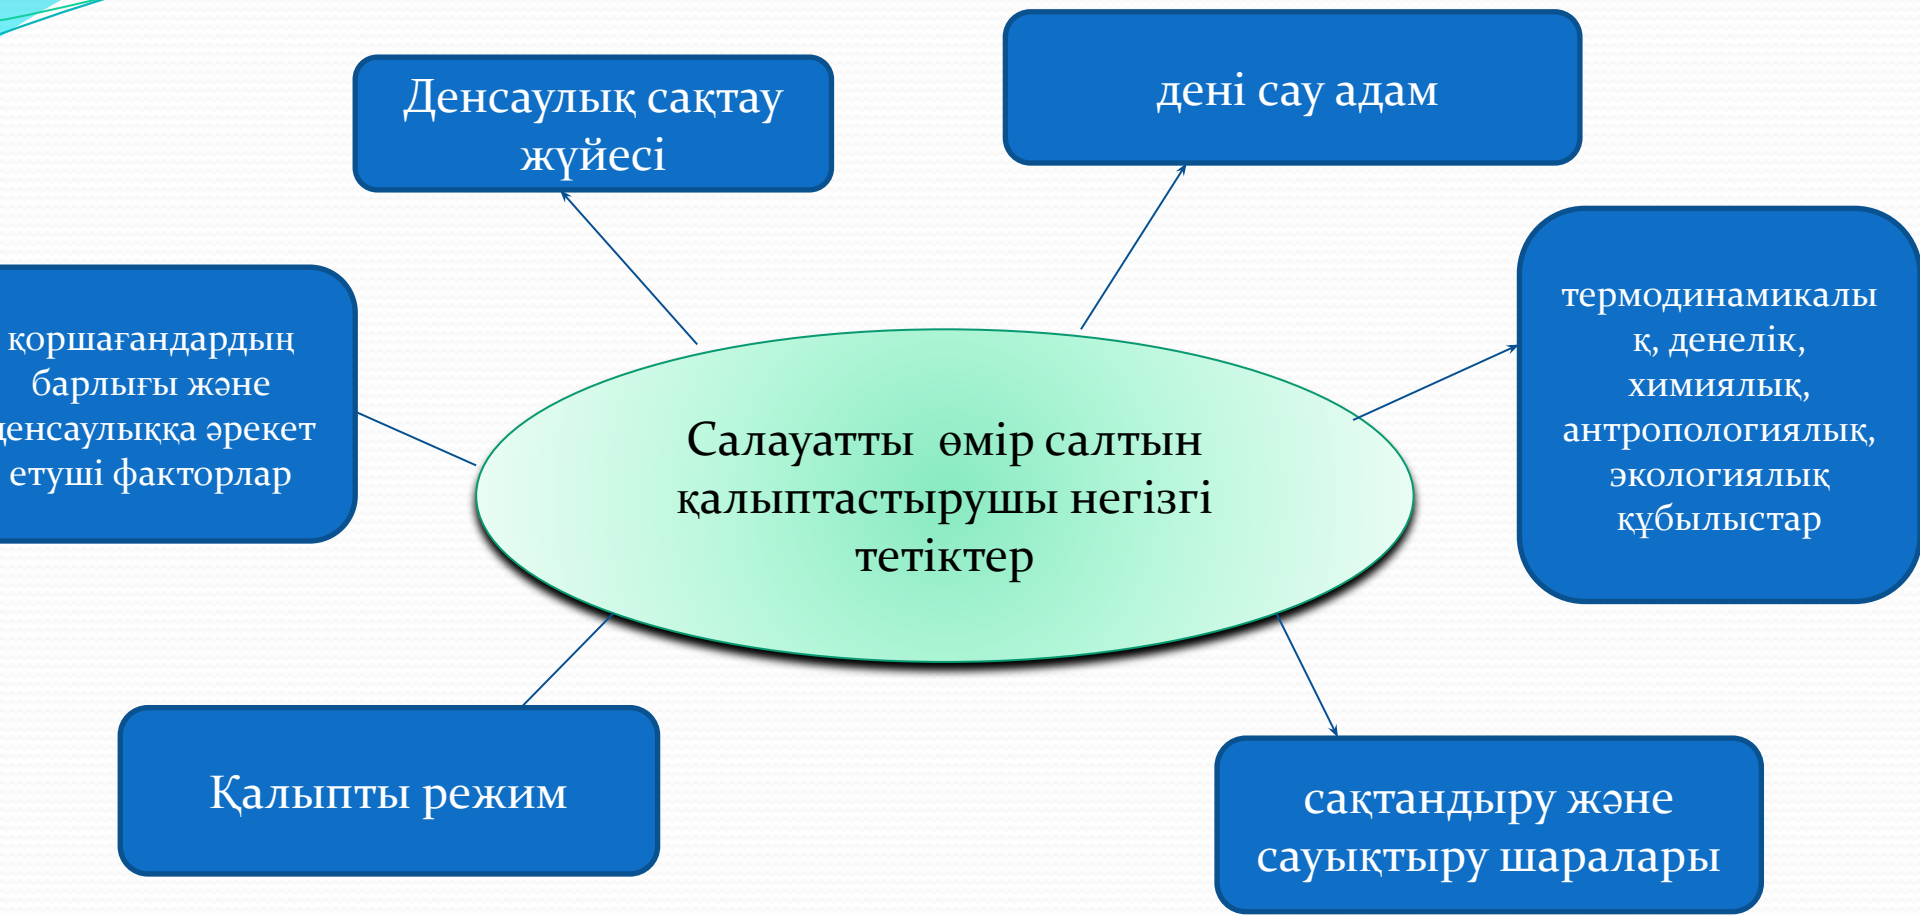 Денсаулық сақтау
жүйесі
дені сау адам
қоршағандардың
барлығы және
денсаулыққа әрекет
етуші факторлар
термодинамикалы
қ, денелік,
химиялық,
антропологиялық,
экологиялық
құбылыстар
Салауатты өмір салтын
қалыптастырушы негізгі
тетіктер
Қалыпты режим
сақтандыру және
сауықтыру шаралары